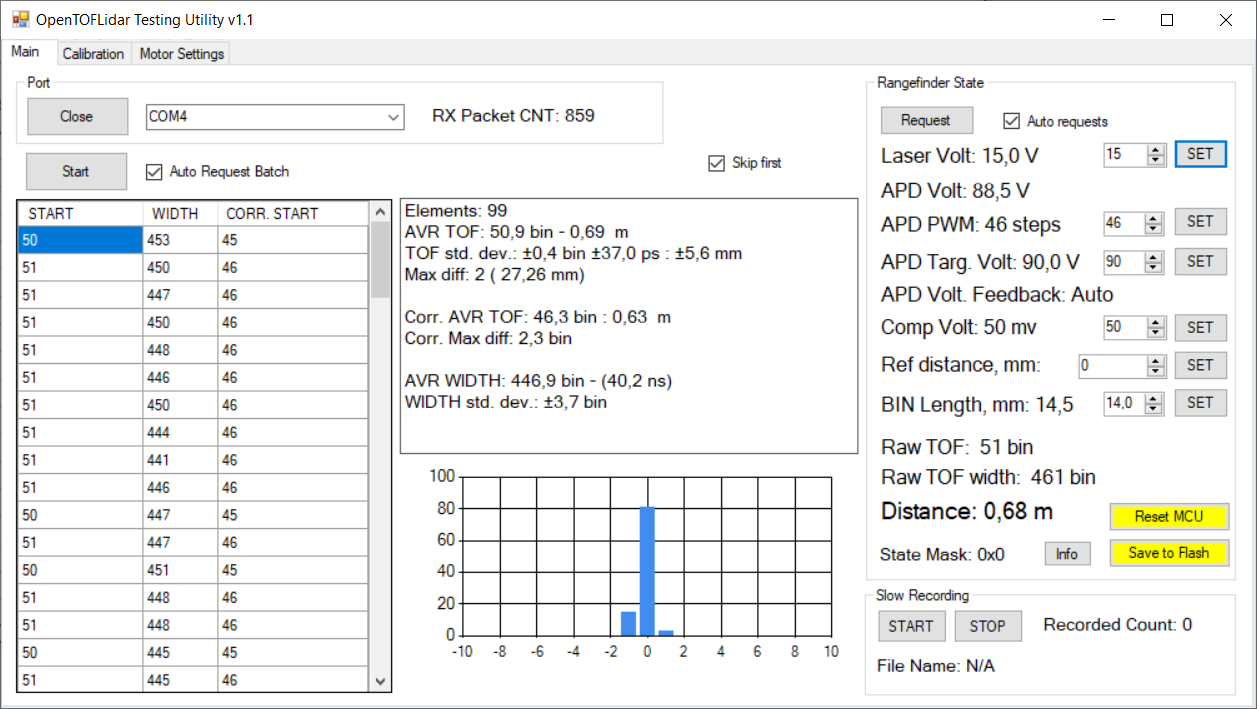 OpenTOFLidar Testing Utility v1.1
Main Calibration Motor Settings
Port
Close COM4 RX Packet CNT: 859
Start Auto Request Batch Skip first
START WIDTH CORR. START
50 453 45
51 450 46
51 447 46
51 450 46
51 448 46
51 446 46
51 450 46
51 444 46
51 441 46
51 446 46
50 447 45
51 447 46
50 451 45
51 448 46
51 448 46
50 445 45
51 445 46
Elements: 99
AVR TOF: 50,9 bin - 0,69 m
TOF std. dev.: ±0,4 bin ±37,0 ps : ±5,6 mm
Max diff: 2 ( 27,26 mm)
Corr. AVR TOF: 46,3 bin : 0,63 m
Corr. Max diff: 2,3 bin
AVR WIDTH: 446,9 bin - (40,2 ns)
WIDTH std. dev.: ±3,7 bin
100
80
60
40
20
0
-10 -8 -6 -4 -2 0 2 4 6 8 10
Rangefinder State
Request Auto requests
Laser Volt: 15,0 V 15 SET
APD Volt: 88,5 V
APD PWM: 46 steps 46 SET
APD Targ. Volt: 90,0 V 90 SET
APD Volt. Feedback: Auto
Comp Volt: 50 mv 50 SET
Ref distance, mm: 0 SET
BIN Length, mm: 14,5 14,0 SET
Raw TOF: 51 bin
Raw TOF width: 461 bin
Distance: 0,68 m Reset MCU
State Mask: 0x0 Info Save to Flash
Slow Recording
START STOP Recorded Count: 0
File Name: N/A